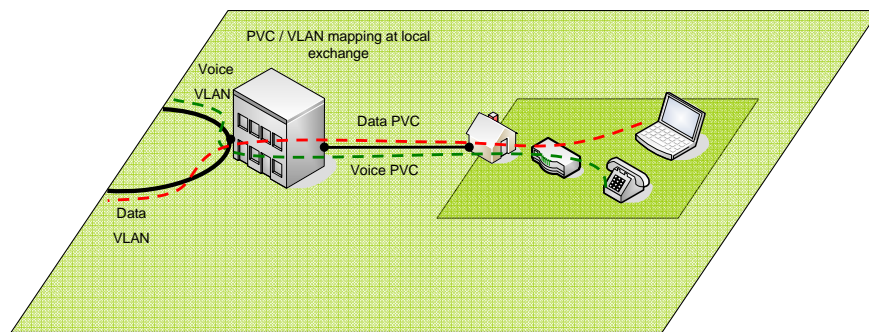 PVC / VLAN mapping at local
exchange
Voice
VLAN
Data PVC
Voice PVC
Data
VLAN